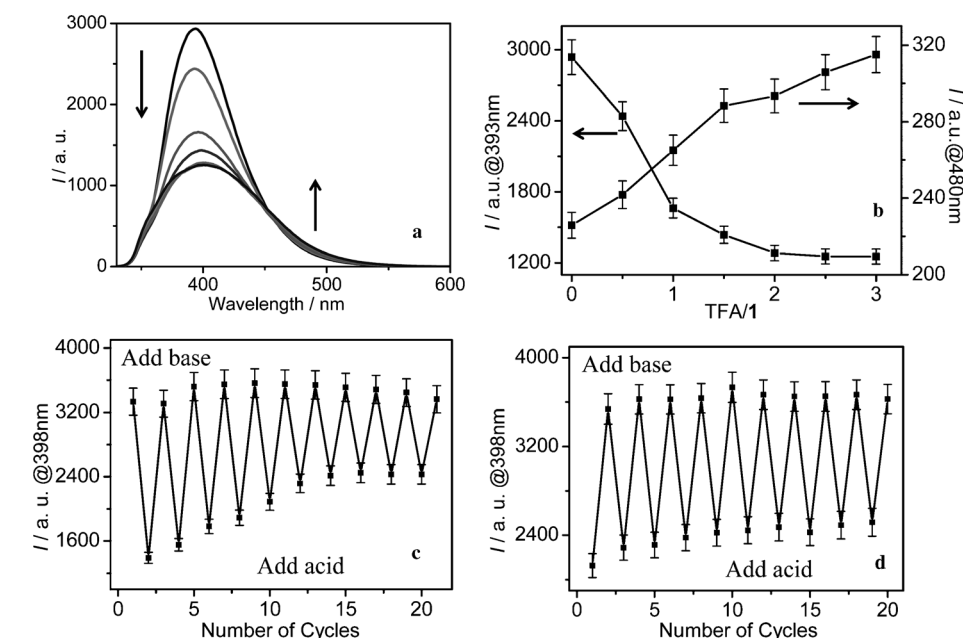 3000
2000
1000
0
I / a. u.
a
400
500
600
Wavelength / nm
3000
2400
1800
1200
I / a.u.@393nm
320
280
240
200
I / a.u.@480nm
b
0
1
2
3
TFA/1
4000
3200
2400
1600
I / a. u. @398nm
Add base
Add acid
c
0
5
10
15
20
Number of Cycles
4000
3200
2400
I / a. u. @398nm
Add base
Add acid
d
0
5
10
15
20
Number of Cycles